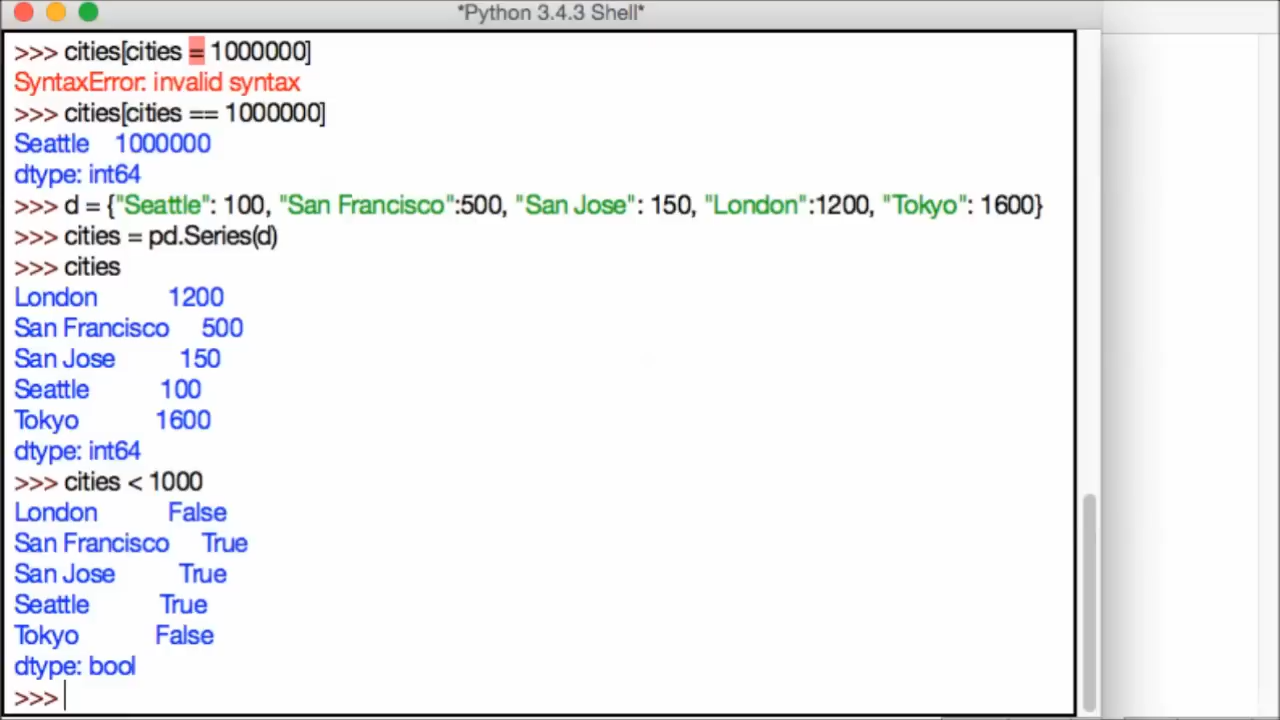 *Python 3.4.3 Shell*
>>> cities[cities = 1000000]
SyntaxError: invalid syntax
>>> cities[cities == 1000000]
Seattle    1000000
dtype: int64
>>> d = {"Seattle": 100, "San Francisco":500, "San Jose": 150, "London":1200, "Tokyo": 1600}
>>> cities = pd.Series(d)
>>> cities
London           1200
San Francisco     500
San Jose          150
Seattle           100
Tokyo            1600
dtype: int64
>>> cities < 1000
London           False
San Francisco     True
San Jose          True
Seattle           True
Tokyo            False
dtype: bool
>>>